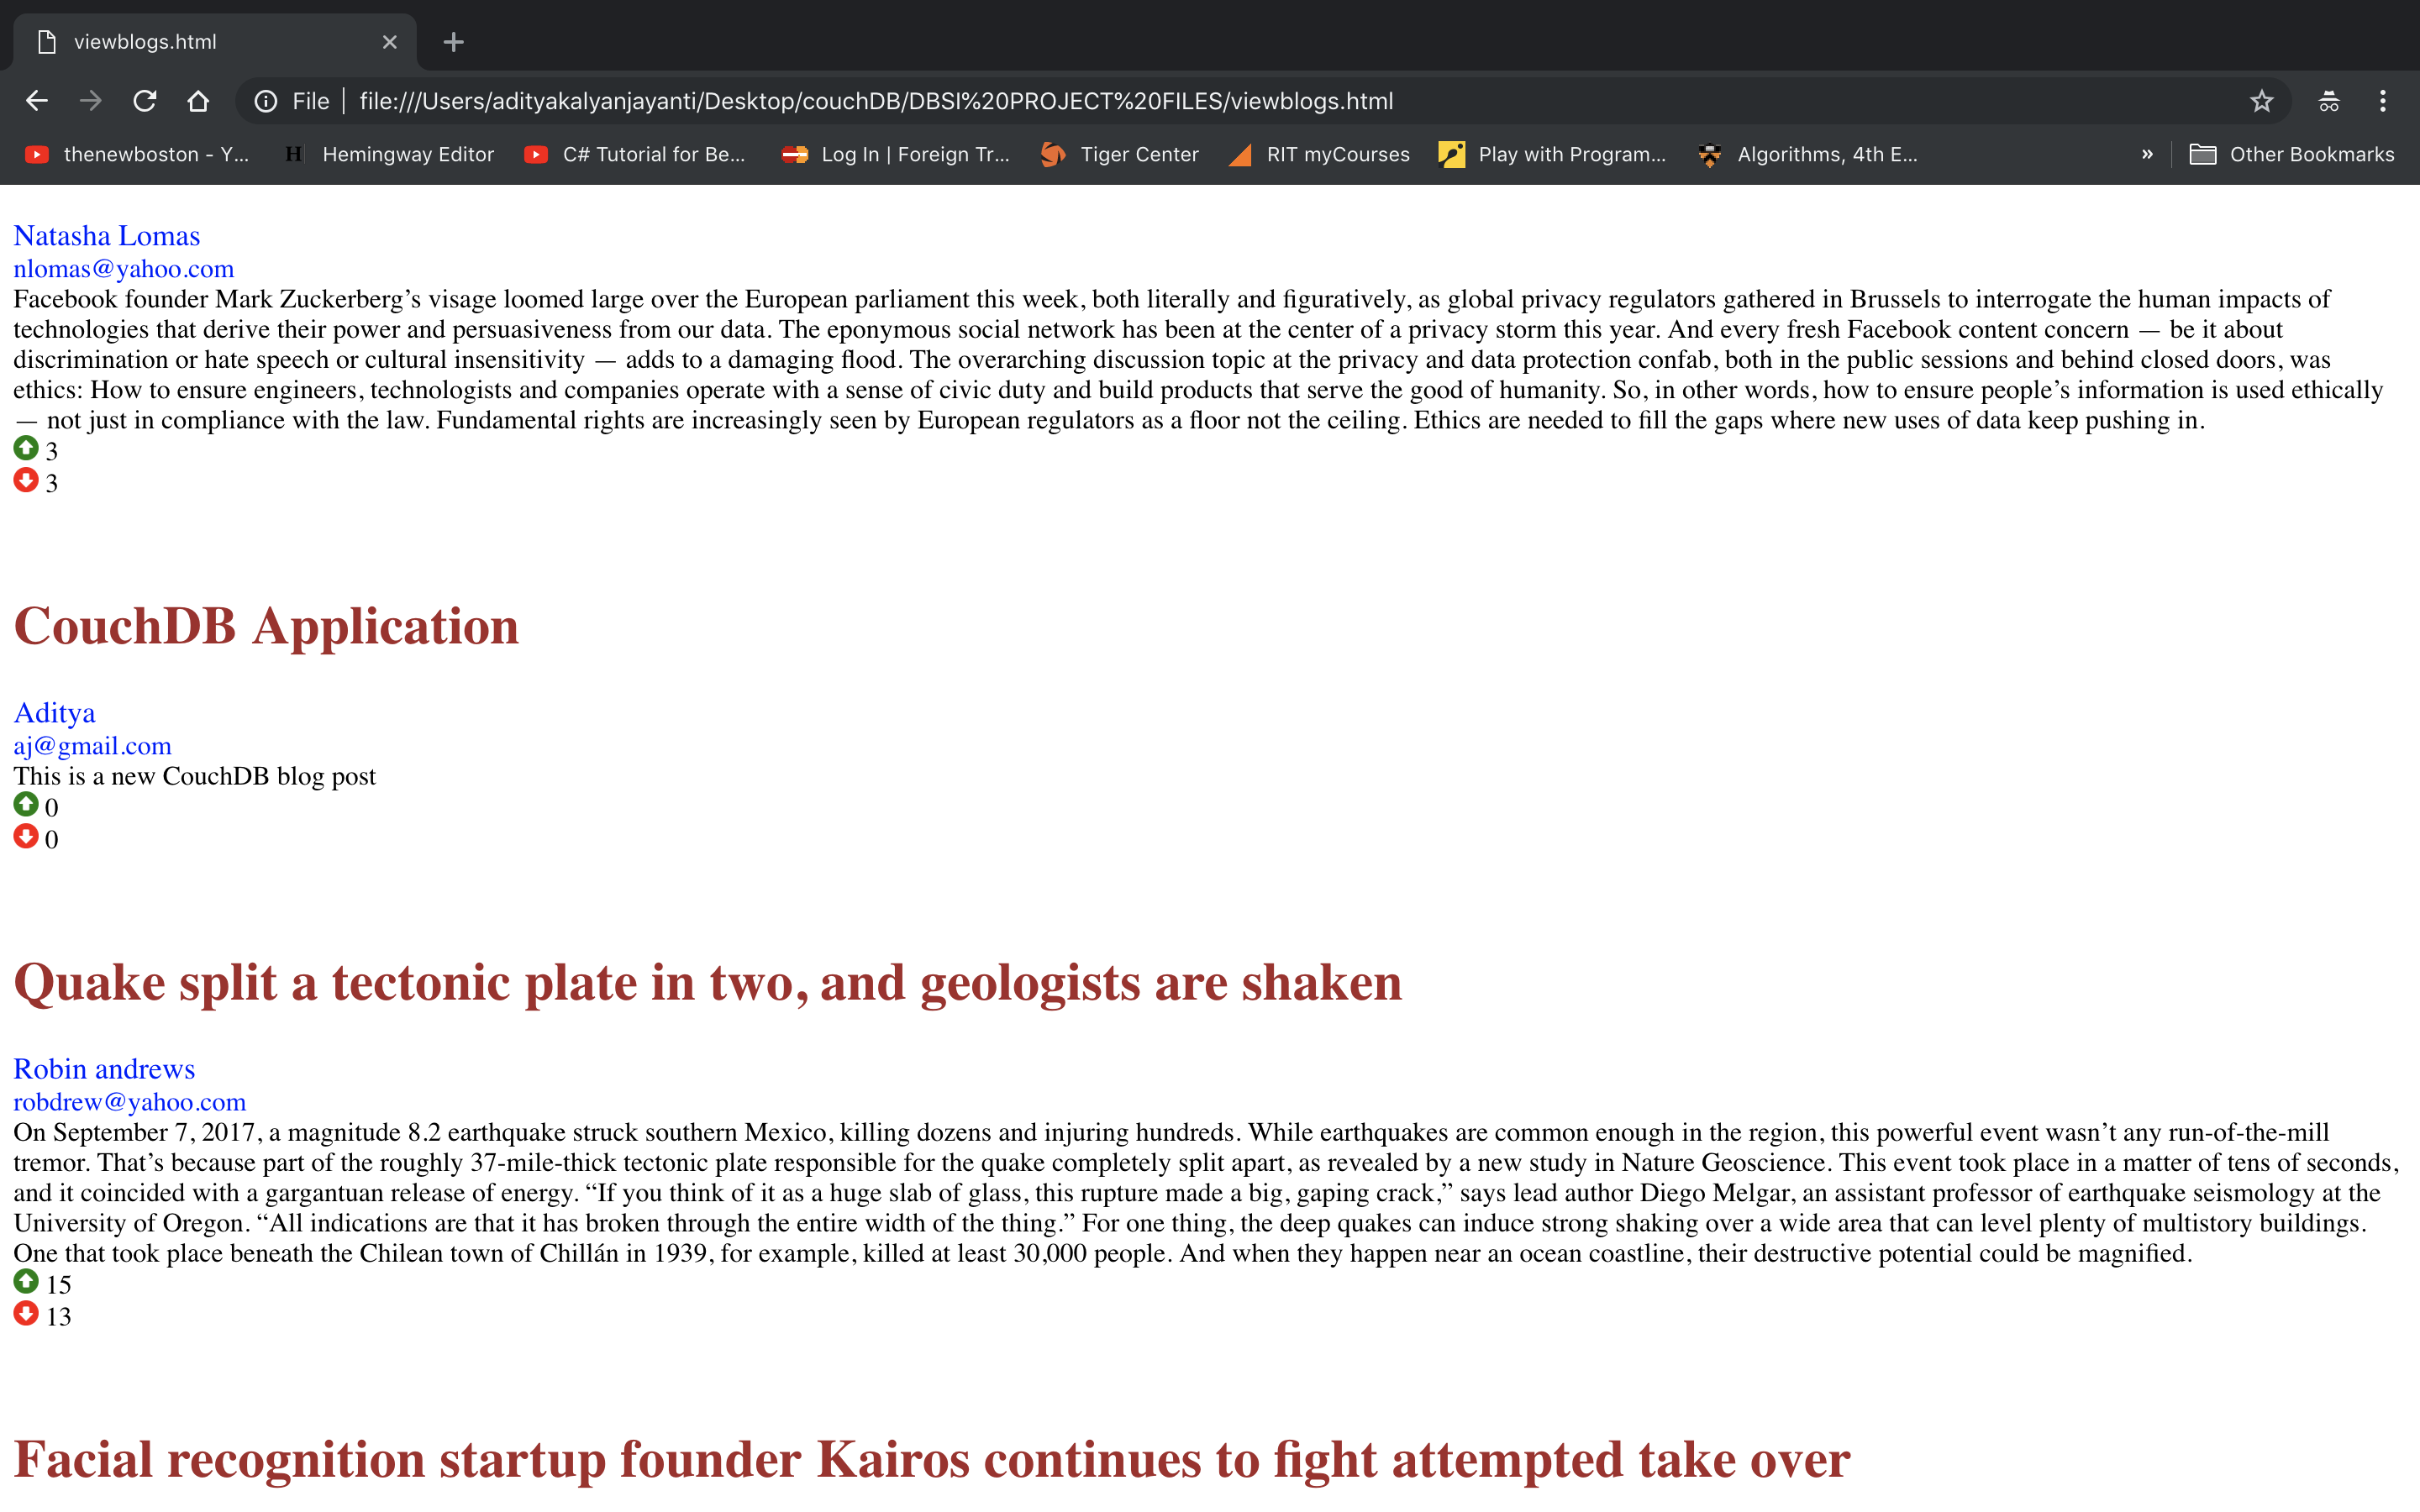 viewblogs.html
File | file:///Users/adityakalyanjayanti/Desktop/couchDB/DBSI%20PROJECT%20FILES/viewblogs.html
thenewboston - Y... H Hemingway Editor C# Tutorial for Be... Log In | Foreign Tr... Tiger Center RIT myCourses Play with Program... Algorithms, 4th E... » Other Bookmarks
Natasha Lomas
nlomas@yahoo.com
Facebook founder Mark Zuckerberg’s visage loomed large over the European parliament this week, both literally and figuratively, as global privacy regulators gathered in Brussels to interrogate the human impacts of
technologies that derive their power and persuasiveness from our data. The eponymous social network has been at the center of a privacy storm this year. And every fresh Facebook content concern — be it about
discrimination or hate speech or cultural insensitivity — adds to a damaging flood. The overarching discussion topic at the privacy and data protection confab, both in the public sessions and behind closed doors, was
ethics: How to ensure engineers, technologists and companies operate with a sense of civic duty and build products that serve the good of humanity. So, in other words, how to ensure people’s information is used ethically
— not just in compliance with the law. Fundamental rights are increasingly seen by European regulators as a floor not the ceiling. Ethics are needed to fill the gaps where new uses of data keep pushing in.
3
3
CouchDB Application
Aditya
aj@gmail.com
This is a new CouchDB blog post
0
0
Quake split a tectonic plate in two, and geologists are shaken
Robin andrews
robdrew@yahoo.com
On September 7, 2017, a magnitude 8.2 earthquake struck southern Mexico, killing dozens and injuring hundreds. While earthquakes are common enough in the region, this powerful event wasn’t any run-of-the-mill
tremor. That’s because part of the roughly 37-mile-thick tectonic plate responsible for the quake completely split apart, as revealed by a new study in Nature Geoscience. This event took place in a matter of tens of seconds,
and it coincided with a gargantuan release of energy. “If you think of it as a huge slab of glass, this rupture made a big, gaping crack,” says lead author Diego Melgar, an assistant professor of earthquake seismology at the
University of Oregon. “All indications are that it has broken through the entire width of the thing.” For one thing, the deep quakes can induce strong shaking over a wide area that can level plenty of multistory buildings.
One that took place beneath the Chilean town of Chillán in 1939, for example, killed at least 30,000 people. And when they happen near an ocean coastline, their destructive potential could be magnified.
15
13
Facial recognition startup founder Kairos continues to fight attempted take over